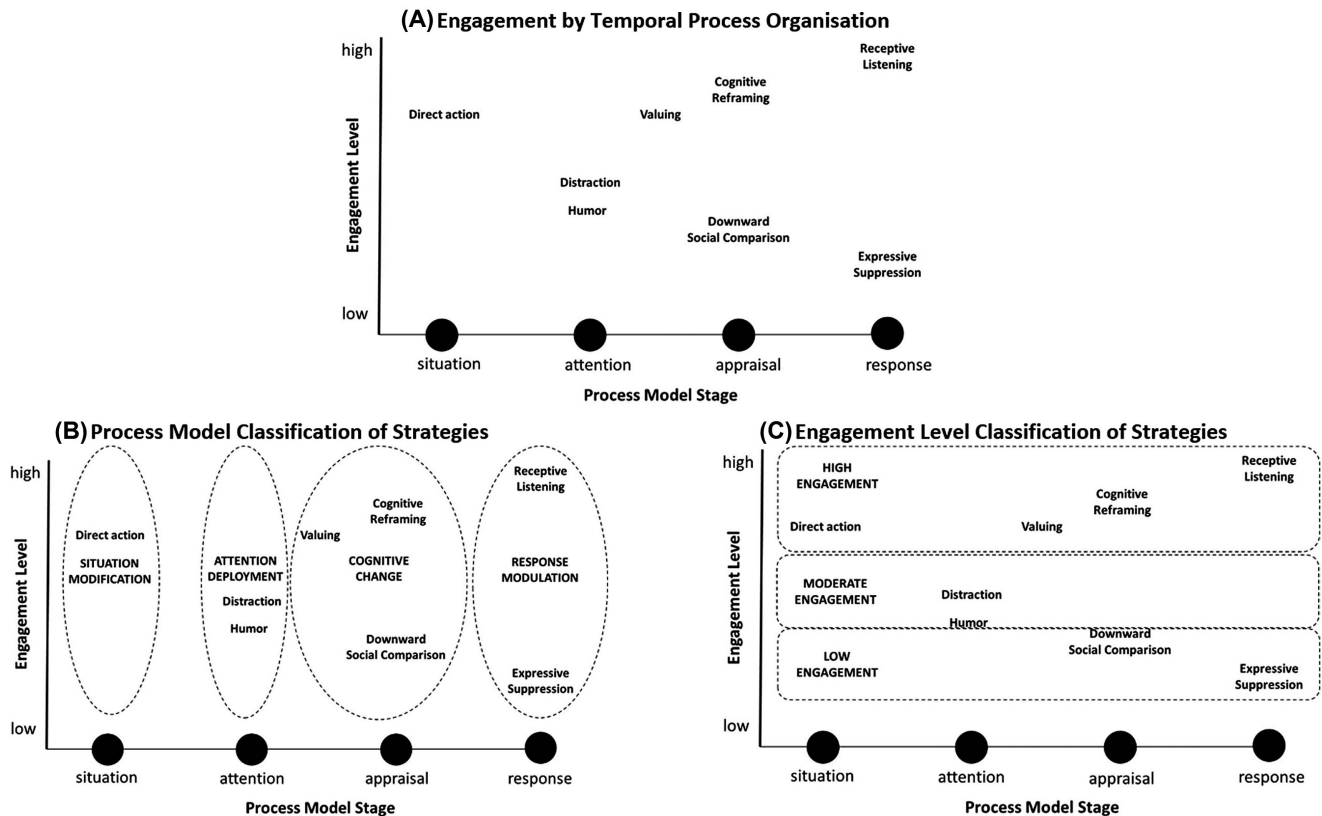 (A) Engagement by Temporal Process Organisation
high
Receptive
Listening
Cognitive
Reframing
Direct action
Valuing
Engagement Level
Distraction
Humor
Downward
Social Comparison
Expressive
Suppression
low
situation
attention
appraisal
response
Process Model Stage
(B) Process Model Classification of Strategies
high
Receptive
Listening
Cognitive
Reframing
Direct action
Valuing
SITUATION
MODIFICATION
ATTENTION
DEPLOYMENT
COGNITIVE
CHANGE
RESPONSE
MODULATION
Engagement Level
Distraction
Humor
Downward
Social Comparison
Expressive
Suppression
low
situation
attention
appraisal
response
Process Model Stage
(C) Engagement Level Classification of Strategies
high
HIGH
ENGAGEMENT
Receptive
Listening
Cognitive
Reframing
Direct action
Valuing
Engagement Level
MODERATE
ENGAGEMENT
Distraction
Humor
Downward
Social Comparison
LOW
ENGAGEMENT
Expressive
Suppression
low
situation
attention
appraisal
response
Process Model Stage